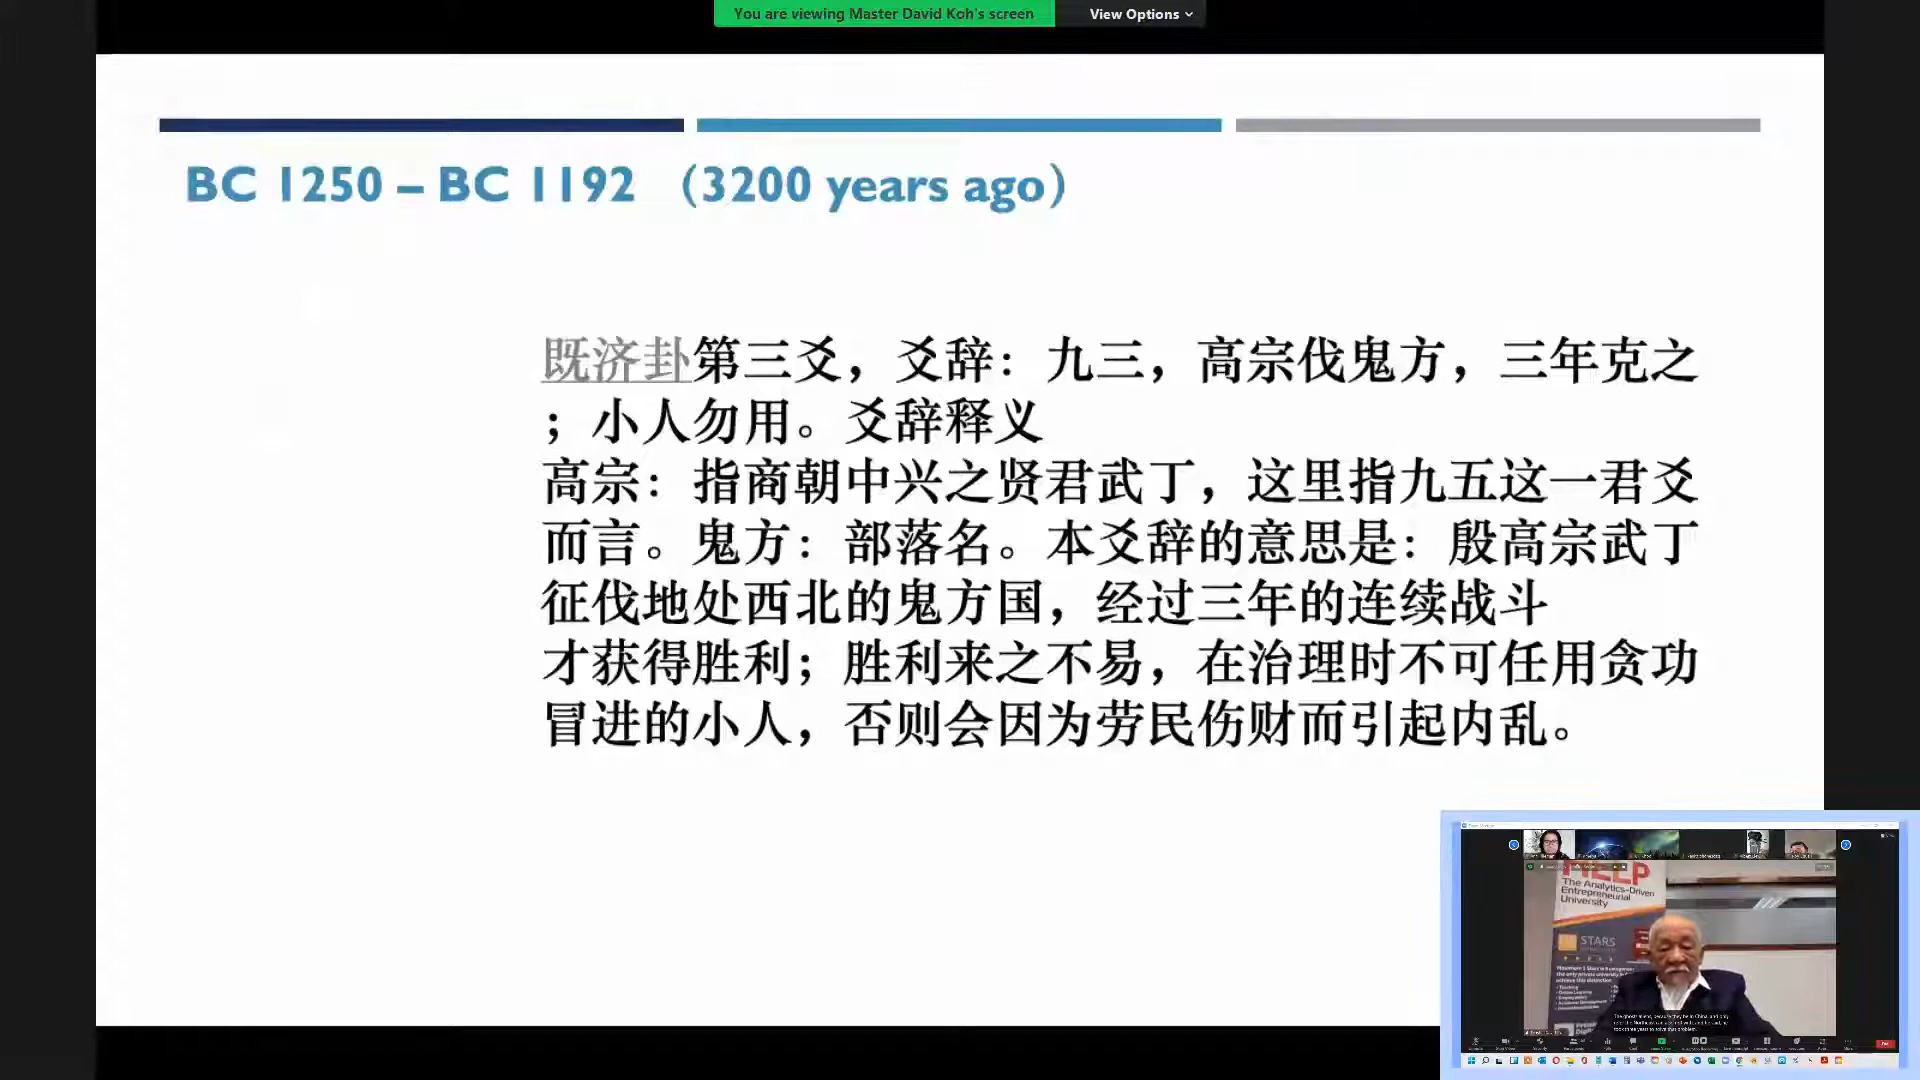 You are viewing Master David Koh's screen
View Options
BC 1250 – BC 1192 （3200 years ago）
既济卦第三爻，爻辞：九三，高宗伐鬼方，三年克之
；小人勿用。爻辞释义
高宗：指商朝中兴之贤君武丁，这里指九五这一君爻
而言。鬼方：部落名。本爻辞的意思是：殷高宗武丁
征伐地处西北的鬼方国，经过三年的连续战斗
才获得胜利；胜利来之不易，在治理时不可任用贪功
冒进的小人，否则会因为劳民伤财而引起内乱。
HELP
The Analytics-Driven
Entrepreneurial
University
STARS